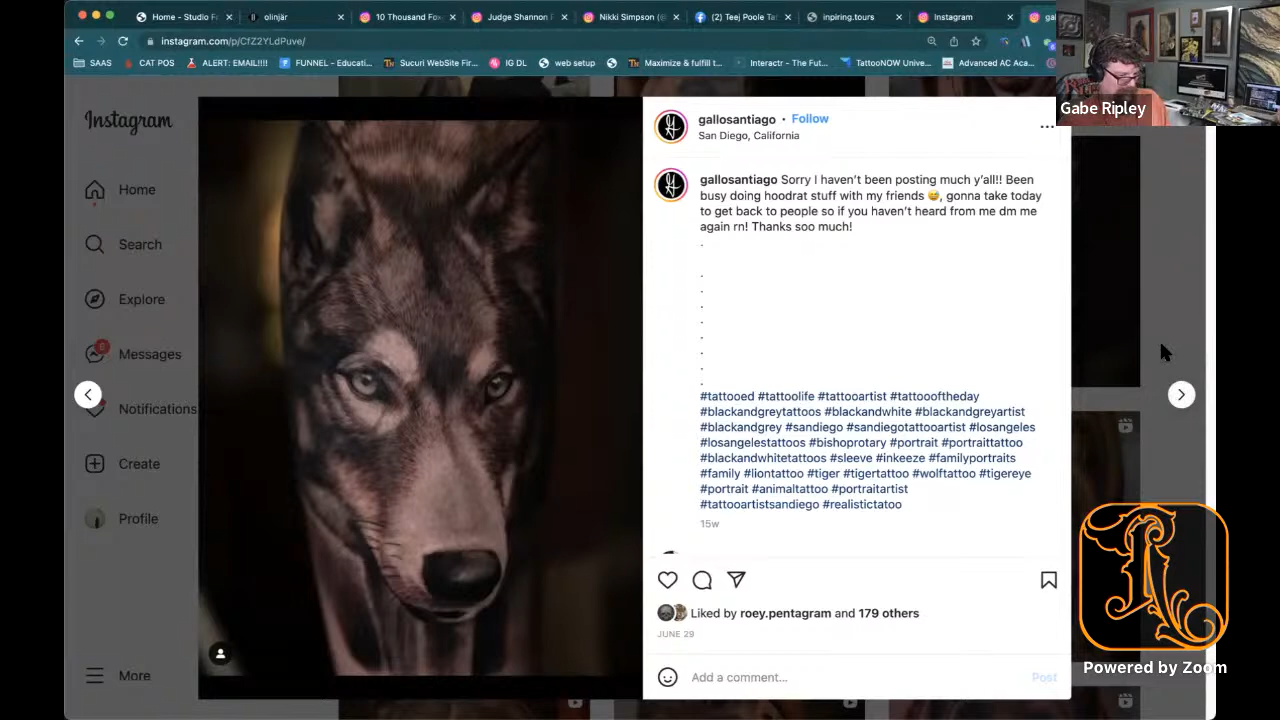 Home - Studio F
olinjär
10 Thousand Fo
Judge Shannon
Nikki Simpson (
(2) Teej Poole Ta
inpiring.tours
Instagram
ga
instagram.com/p/CfZ2YLdPuve/
SAAS
CAT POS
ALERT: EMAIL!!!!
FUNNEL - Educati...
Sucuri WebSite Fir...
IG DL
web setup
Maximize & fulfill t...
Interactr - The Fut...
TattooNOW Unive...
Advanced AC Aca...
Gabe Ripley
Instagram
Home
Search
Explore
6
Messages
Notifications
Create
Profile
More
gallosantiago • Follow
San Diego, California
gallosantiago Sorry I haven't been posting much y'all!! Been
busy doing hoodrat stuff with my friends 😅, gonna take today
to get back to people so if you haven't heard from me dm me
again rn! Thanks soo much!
.
.
.
.
.
.
.
.
.
#tattooed #tattoolife #tattooartist #tattoooftheday
#blackandgreytattoos #blackandwhite #blackandgreyartist
#blackandgrey #sandiego #sandiegotattooartist #losangeles
#losangelestattoos #bishoprotary #portrait #portraittattoo
#blackandwhitetattoos #sleeve #inkeeze #familyportraits
#family #liontattoo #tiger #tigertattoo #wolftattoo #tigereye
#portrait #animaltattoo #portraitartist
#tattooartistsandiego #realistictatoo
15w
Liked by roey.pentagram and 179 others
JUNE 29
Add a comment...
Post
Powered by Zoom